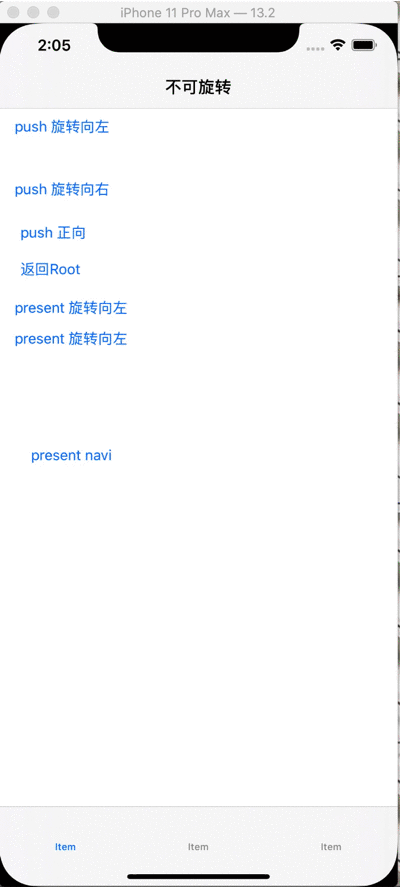 iPhone 11 Pro Max — 13.2
2:05
不可旋转
push 旋转向左
push 旋转向右
push 正向
返回Root
present 旋转向左
present 旋转向左
present navi
Item Item Item